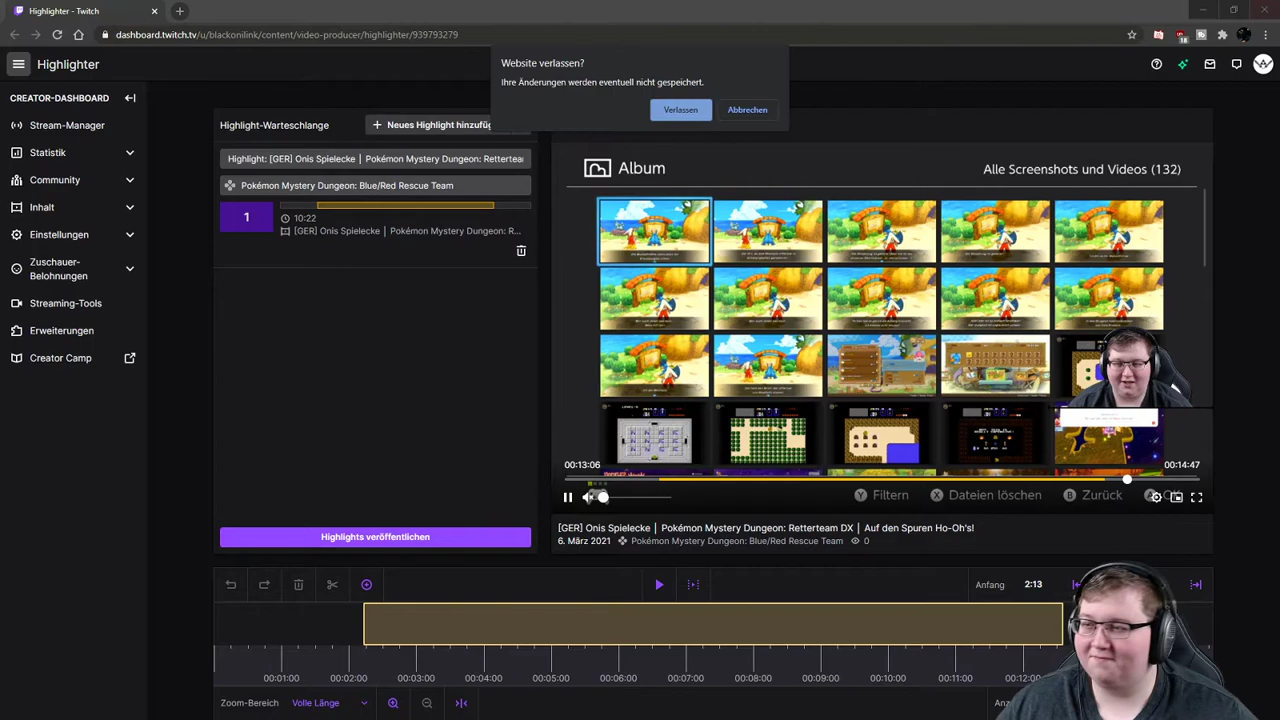 Highlighter - Twitch
dashboard.twitch.tv/u/blackonilink/content/video-producer/highlighter/939793279
18
Highlighter
Website verlassen?
Ihre Änderungen werden eventuell nicht gespeichert.
Verlassen
Abbrechen
CREATOR-DASHBOARD
Stream-Manager
Statistik
Community
Inhalt
Einstellungen
Zuschauer-
Belohnungen
Streaming-Tools
Erweiterungen
Creator Camp
Highlight-Warteschlange
Neues Highlight hinzufüg
Highlight: [GER] Onis Spielecke | Pokémon Mystery Dungeon: Rettertea
Pokémon Mystery Dungeon: Blue/Red Rescue Team
1
10:22
[GER] Onis Spielecke | Pokémon Mystery Dungeon: R...
Highlights veröffentlichen
Album
Alle Screenshots und Videos (132)
00:13:06
00:14:47
Y Filtern
X Dateien löschen
B Zurück
[GER] Onis Spielecke | Pokémon Mystery Dungeon: Retterteam DX | Auf den Spuren Ho-Oh's!
6. März 2021
Pokémon Mystery Dungeon: Blue/Red Rescue Team
0
Anfang
2:13
00:01:00
00:02:00
00:03:00
00:04:00
00:05:00
00:06:00
00:07:00
00:08:00
00:09:00
00:10:00
00:11:00
00:12:00
Zoom-Bereich
Volle Länge
Anz